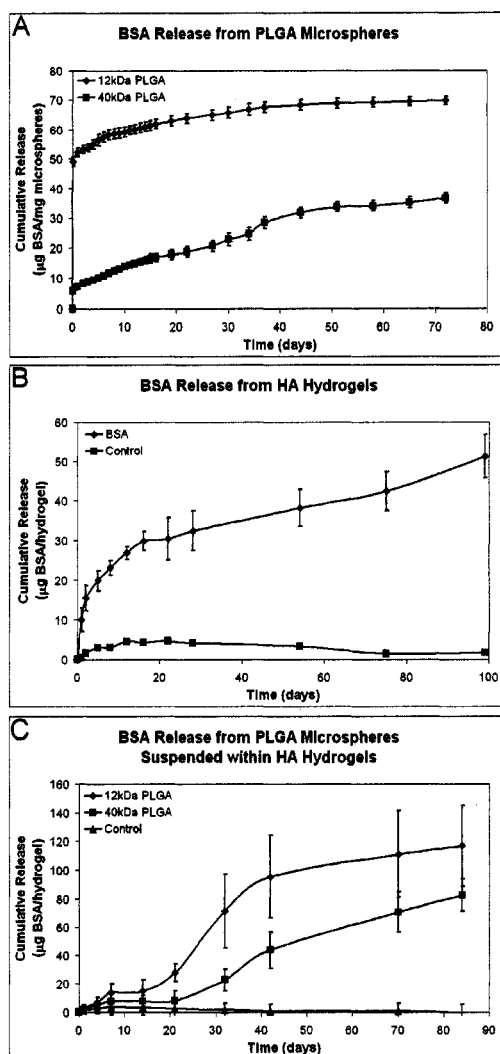 A
BSA Release from PLGA Microspheres
12kDa PLGA
40kDa PLGA
Cumulative Release
(µg BSA/mg microspheres)
80
70
60
50
40
30
20
10
0
0 10 20 30 40 50 60 70 80
Time (days)
B
BSA Release from HA Hydrogels
BSA
Control
Cumulative Release
(µg BSA/hydrogel)
60
50
40
30
20
10
0
0 20 40 60 80 100
Time (days)
C
BSA Release from PLGA Microspheres
Suspended within HA Hydrogels
12kDa PLGA
40kDa PLGA
Control
Cumulative Release
(µg BSA/hydrogel)
160
140
120
100
80
60
40
20
0
0 10 20 30 40 50 60 70 80 90
Time (days)